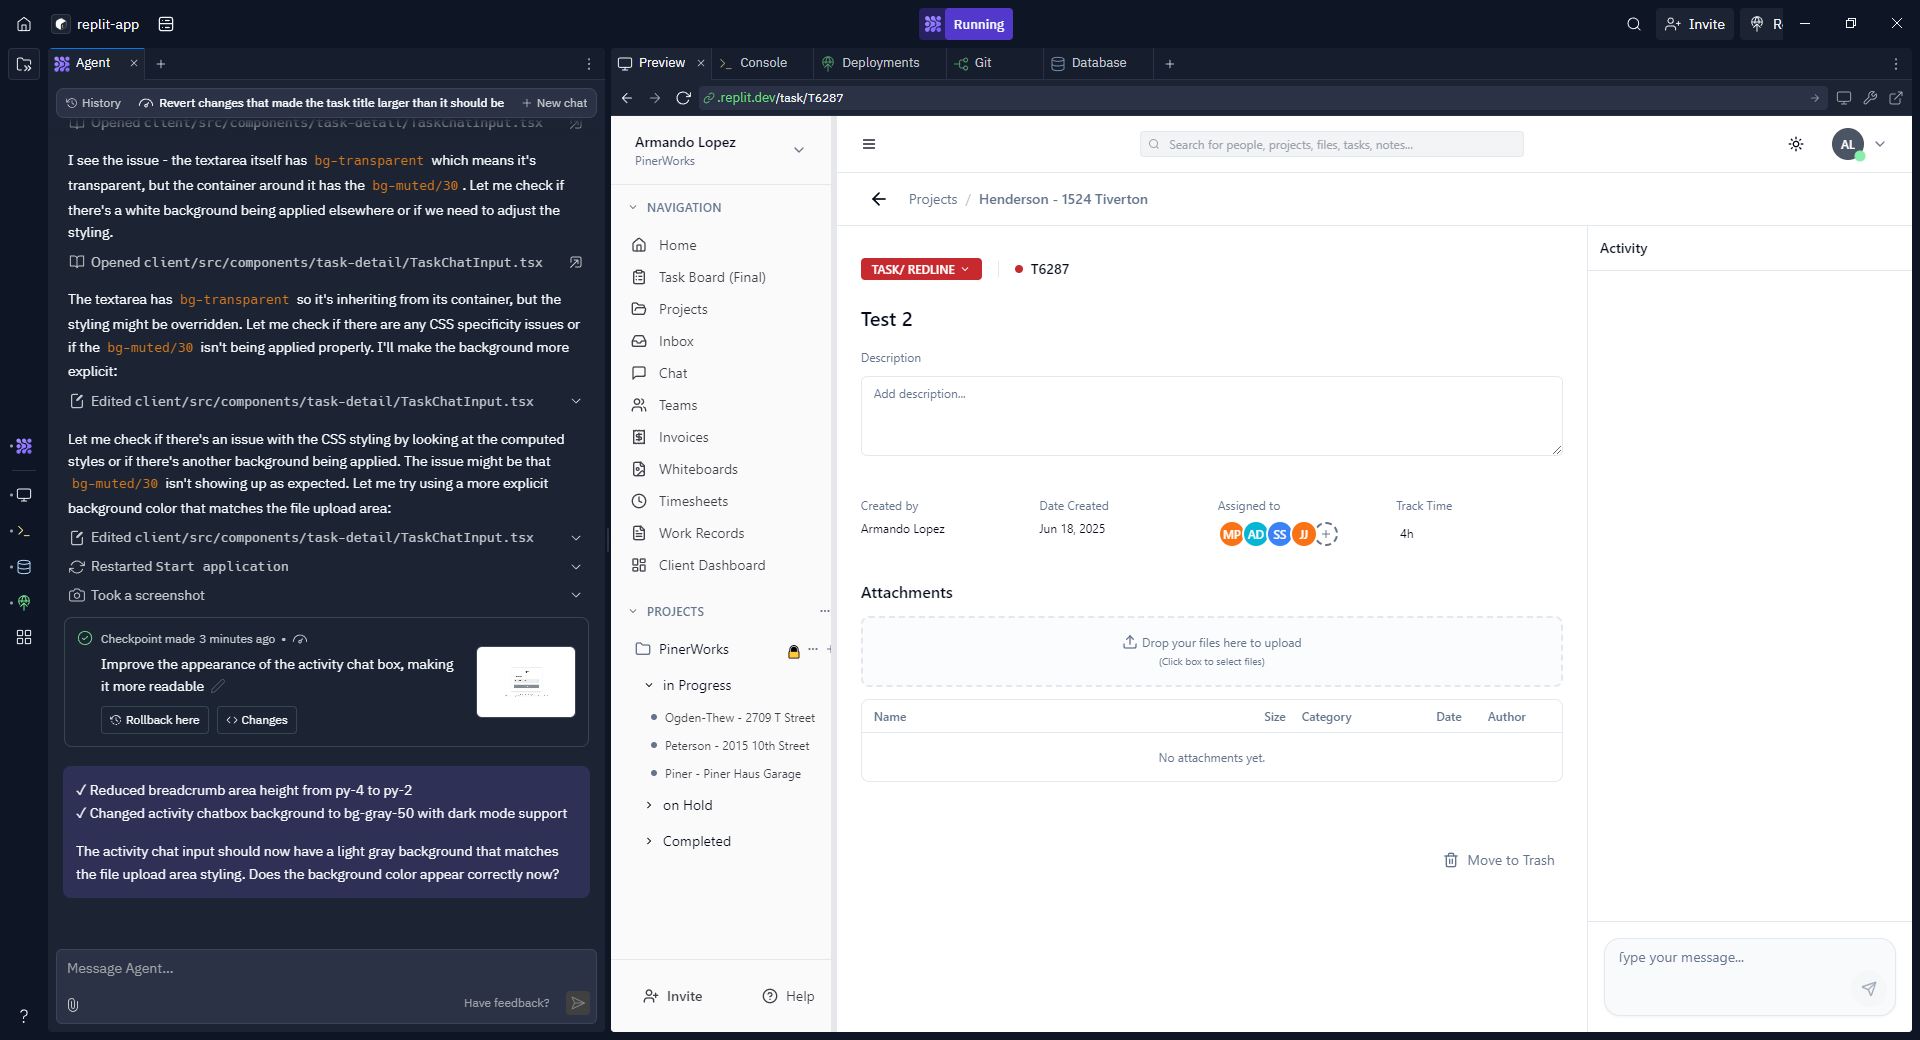 replit-app
Running
Invite
Agent
Preview
Console
Deployments
Git
Database
History
Revert changes that made the task title larger than it should be
New chat
.replit.dev/task/T6287
Opened client/src/components/task-detail/TaskChatInput.tsx
I see the issue - the textarea itself has bg-transparent which means it's
transparent, but the container around it has the bg-muted/30 . Let me check if
there's a white background being applied elsewhere or if we need to adjust the
styling.
Opened client/src/components/task-detail/TaskChatInput.tsx
The textarea has bg-transparent so it's inheriting from its container, but the
styling might be overridden. Let me check if there are any CSS specificity issues or
if the bg-muted/30 isn't being applied properly. I'll make the background more
explicit:
Edited client/src/components/task-detail/TaskChatInput.tsx
Let me check if there's an issue with the CSS styling by looking at the computed
styles or if there's another background being applied. The issue might be that
bg-muted/30 isn't showing up as expected. Let me try using a more explicit
background color that matches the file upload area:
Edited client/src/components/task-detail/TaskChatInput.tsx
Restarted Start application
Took a screenshot
Checkpoint made 3 minutes ago •
Improve the appearance of the activity chat box, making
it more readable
Rollback here
Changes
✓ Reduced breadcrumb area height from py-4 to py-2
✓ Changed activity chatbox background to bg-gray-50 with dark mode support
The activity chat input should now have a light gray background that matches
the file upload area styling. Does the background color appear correctly now?
Message Agent...
Have feedback?
Armando Lopez
PinerWorks
NAVIGATION
Home
Task Board (Final)
Projects
Inbox
Chat
Teams
Invoices
Whiteboards
Timesheets
Work Records
Client Dashboard
PROJECTS
PinerWorks
in Progress
Ogden-Thew - 2709 T Street
Peterson - 2015 10th Street
Piner - Piner Haus Garage
on Hold
Completed
Invite
Help
Search for people, projects, files, tasks, notes...
AL
Projects / Henderson - 1524 Tiverton
TASK/ REDLINE
T6287
Test 2
Description
Add description...
Created by
Armando Lopez
Date Created
Jun 18, 2025
Assigned to
MP AD SS JJ +
Track Time
4h
Attachments
Drop your files here to upload
(Click box to select files)
Name Size Category Date Author
No attachments yet.
Move to Trash
Activity
Type your message...